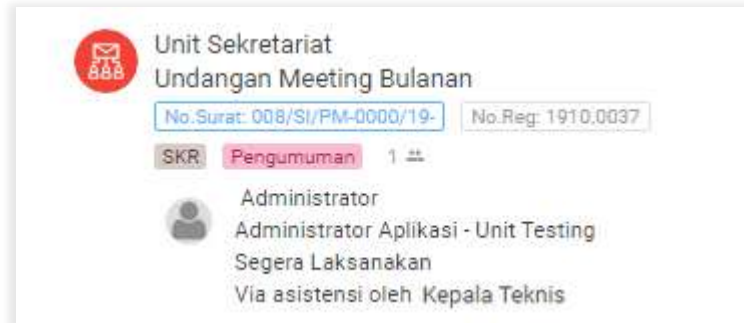 Unit Sekretariat
Undangan Meeting Bulanan
No.Surat: 008/SI/PM-0000/19- No.Reg: 1910.0037
SKR Pengumuman 1
Administrator
Administrator Aplikasi - Unit Testing
Segera Laksanakan
Via asistensi oleh Kepala Teknis